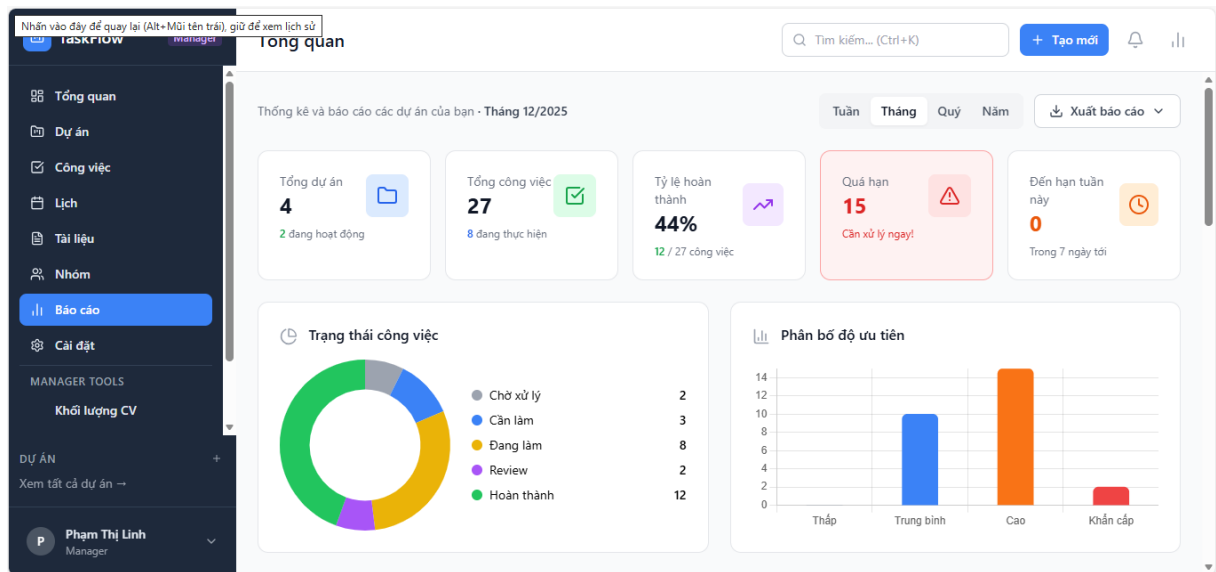 Nhấn vào đây để quay lại (Alt+Mũi tên trái), giữ để xem lịch sử
TaskFlow
Manager
Tổng quan
Tìm kiếm... (Ctrl+K)
+ Tạo mới
Tổng quan
Dự án
Công việc
Lịch
Tài liệu
Nhóm
Báo cáo
Cài đặt
MANAGER TOOLS
Khối lượng CV
DỰ ÁN +
Xem tất cả dự án →
P
Phạm Thị Linh
Manager
Thống kê và báo cáo các dự án của bạn · Tháng 12/2025
Tuần Tháng Quý Năm
Xuất báo cáo
Tổng dự án
4
2 đang hoạt động
Tổng công việc
27
8 đang thực hiện
Tỷ lệ hoàn
thành
44%
12 / 27 công việc
Quá hạn
15
Cần xử lý ngay!
Đến hạn tuần
này
0
Trong 7 ngày tới
Trạng thái công việc
Chờ xử lý 2
Cần làm 3
Đang làm 8
Review 2
Hoàn thành 12
Phân bố độ ưu tiên
14
12
10
8
6
4
2
0
Thấp Trung bình Cao Khẩn cấp